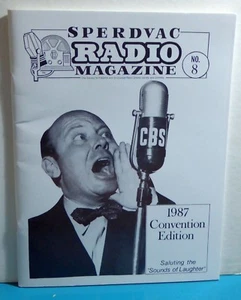 SPERDVAC
RADIO
MAGAZINE
NO.
8
CBS
1987
Convention
Edition
Saluting the
"Sounds of Laughter"